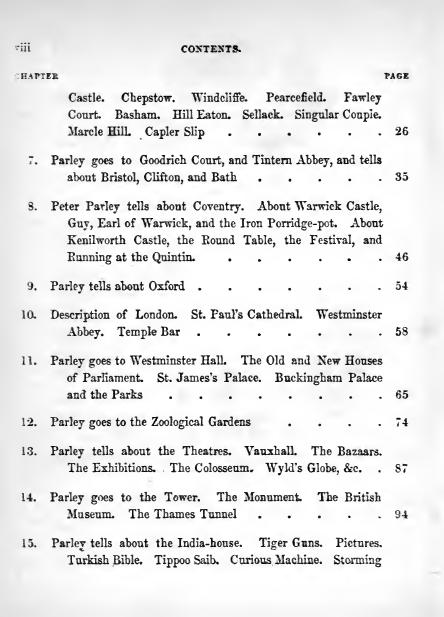 viii CONTENTS.
CHAPTER PAGE
Castle. Chepstow. Windcliffe. Pearcefield. Fawley
Court. Basham. Hill Eaton. Sellack. Singular Couple.
Marcle Hill. Capler Slip . . . . . . 26
7. Parley goes to Goodrich Court, and Tintern Abbey, and tells
about Bristol, Clifton, and Bath . . . . . 35
8. Peter Parley tells about Coventry. About Warwick Castle,
Guy, Earl of Warwick, and the Iron Porridge-pot. About
Kenilworth Castle, the Round Table, the Festival, and
Running at the Quintin. . . . . . . 46
9. Parley tells about Oxford . . . . . . . 54
10. Description of London. St. Paul's Cathedral. Westminster
Abbey. Temple Bar . . . . . . . 58
11. Parley goes to Westminster Hall. The Old and New Houses
of Parliament. St. James's Palace. Buckingham Palace
and the Parks . . . . . . . . 65
12. Parley goes to the Zoological Gardens . . . . 74
13. Parley tells about the Theatres. Vauxhall. The Bazaars.
The Exhibitions. The Colosseum. Wyld's Globe, &c. . 87
14. Parley goes to the Tower. The Monument. The British
Museum. The Thames Tunnel . . . . . 94
15. Parley tells about the India-house. Tiger Guns. Pictures.
Turkish Bible. Tippoo Saib. Curious Machine. Storming